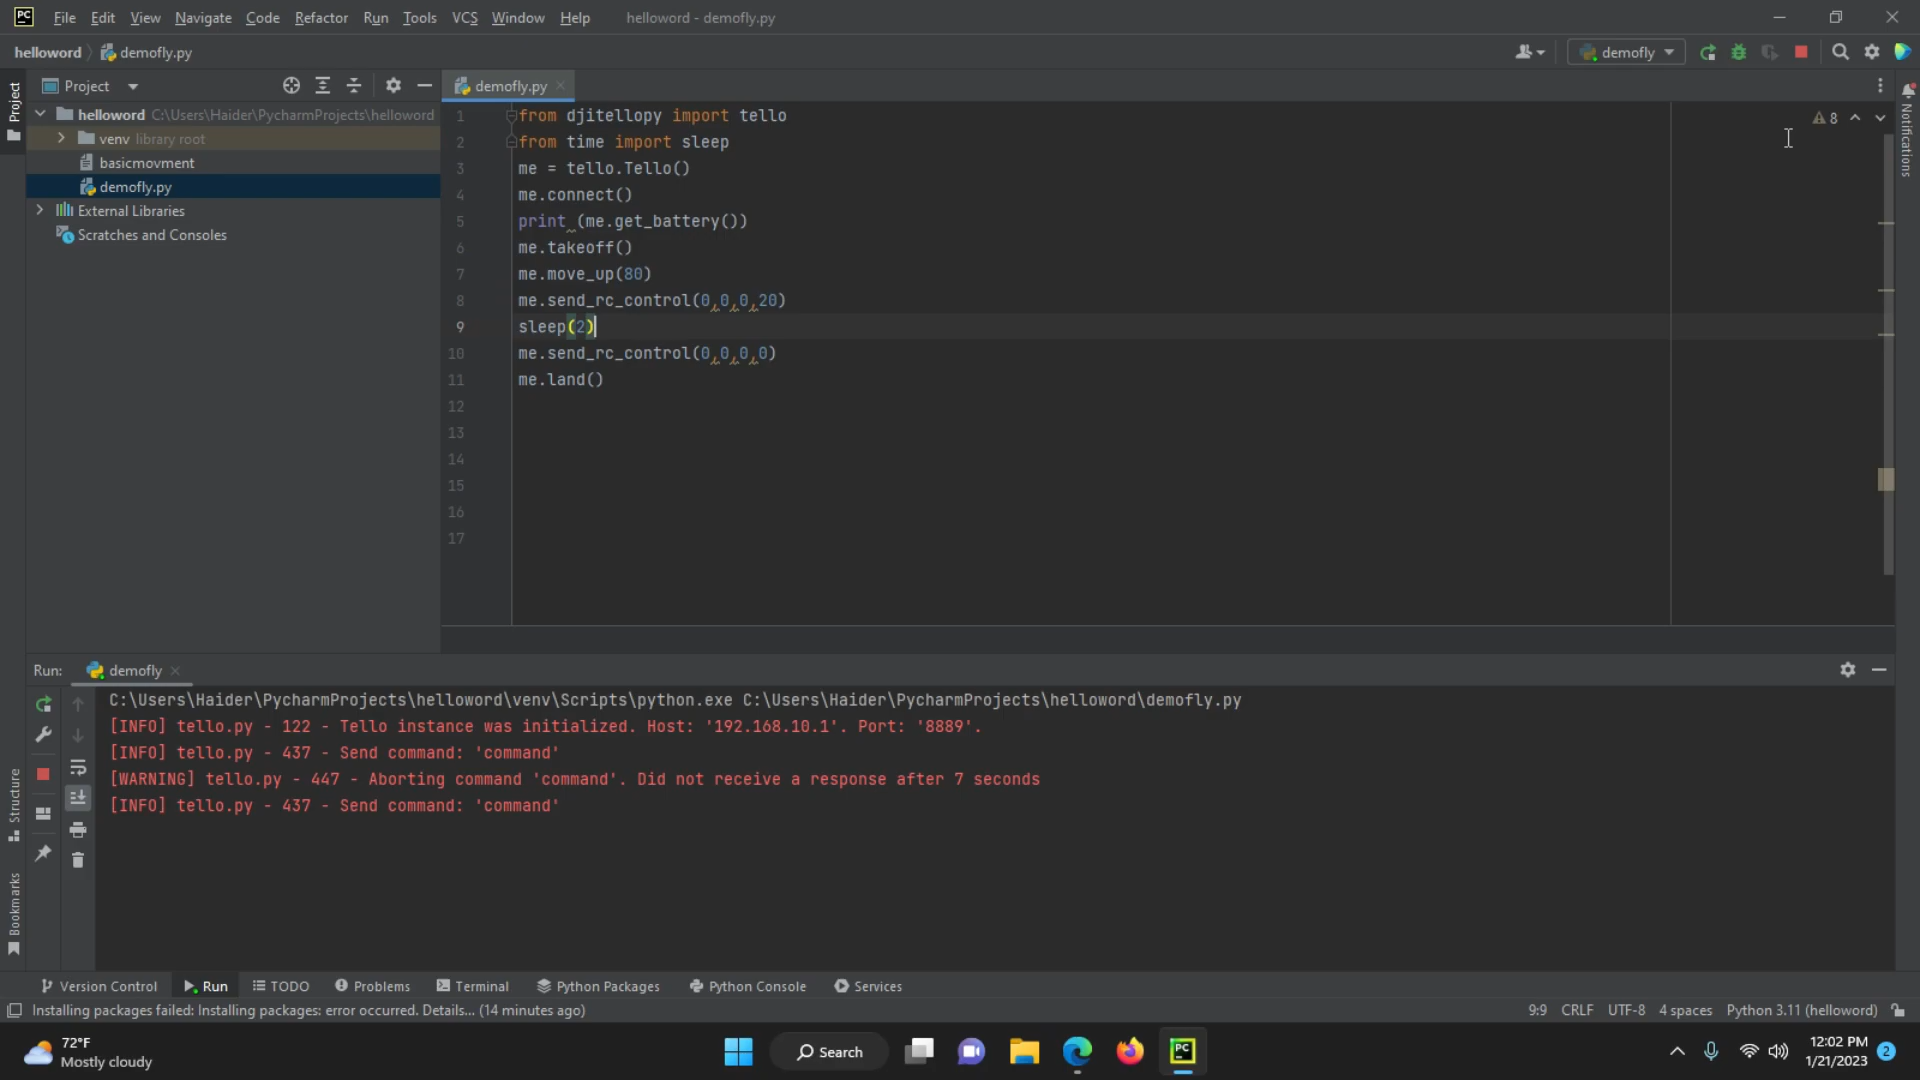 PC File Edit View Navigate Code Refactor Run Tools VCS Window Help helloword - demofly.py
helloword demofly.py demofly
Project demofly.py
Project
helloword C:\Users\Haider\PycharmProjects\helloword
venv library root
basicmovment
demofly.py
External Libraries
Scratches and Consoles
1 from djitellopy import tello
2 from time import sleep
3 me = tello.Tello()
4 me.connect()
5 print (me.get_battery())
6 me.takeoff()
7 me.move_up(80)
8 me.send_rc_control(0,0,0,20)
9 sleep(2)
10 me.send_rc_control(0,0,0,0)
11 me.land()
12
13
14
15
16
17
8
Notifications
Run: demofly
C:\Users\Haider\PycharmProjects\helloword\venv\Scripts\python.exe C:\Users\Haider\PycharmProjects\helloword\demofly.py
[INFO] tello.py - 122 - Tello instance was initialized. Host: '192.168.10.1'. Port: '8889'.
[INFO] tello.py - 437 - Send command: 'command'
[WARNING] tello.py - 447 - Aborting command 'command'. Did not receive a response after 7 seconds
[INFO] tello.py - 437 - Send command: 'command'
Structure
Bookmarks
Version Control Run TODO Problems Terminal Python Packages Python Console Services
Installing packages failed: Installing packages: error occurred. Details... (14 minutes ago) 9:9 CRLF UTF-8 4 spaces Python 3.11 (helloword)
72°F
Mostly cloudy
Search
PC
12:02 PM
1/21/2023
2